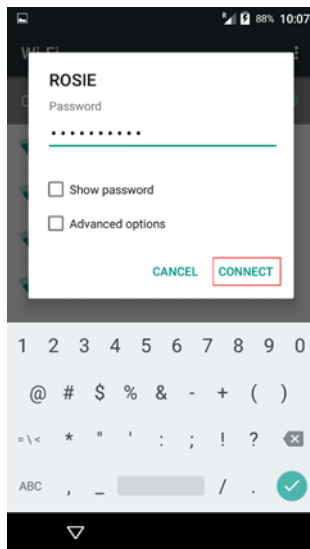 88% 10:07
Wi-Fi
ROSIE
Password
••••••••••
Show password
Advanced options
CANCEL CONNECT
1 2 3 4 5 6 7 8 9 0
@ # $ % & - + ( )
= \ < * " ' : ; ! ?
ABC , _ / .